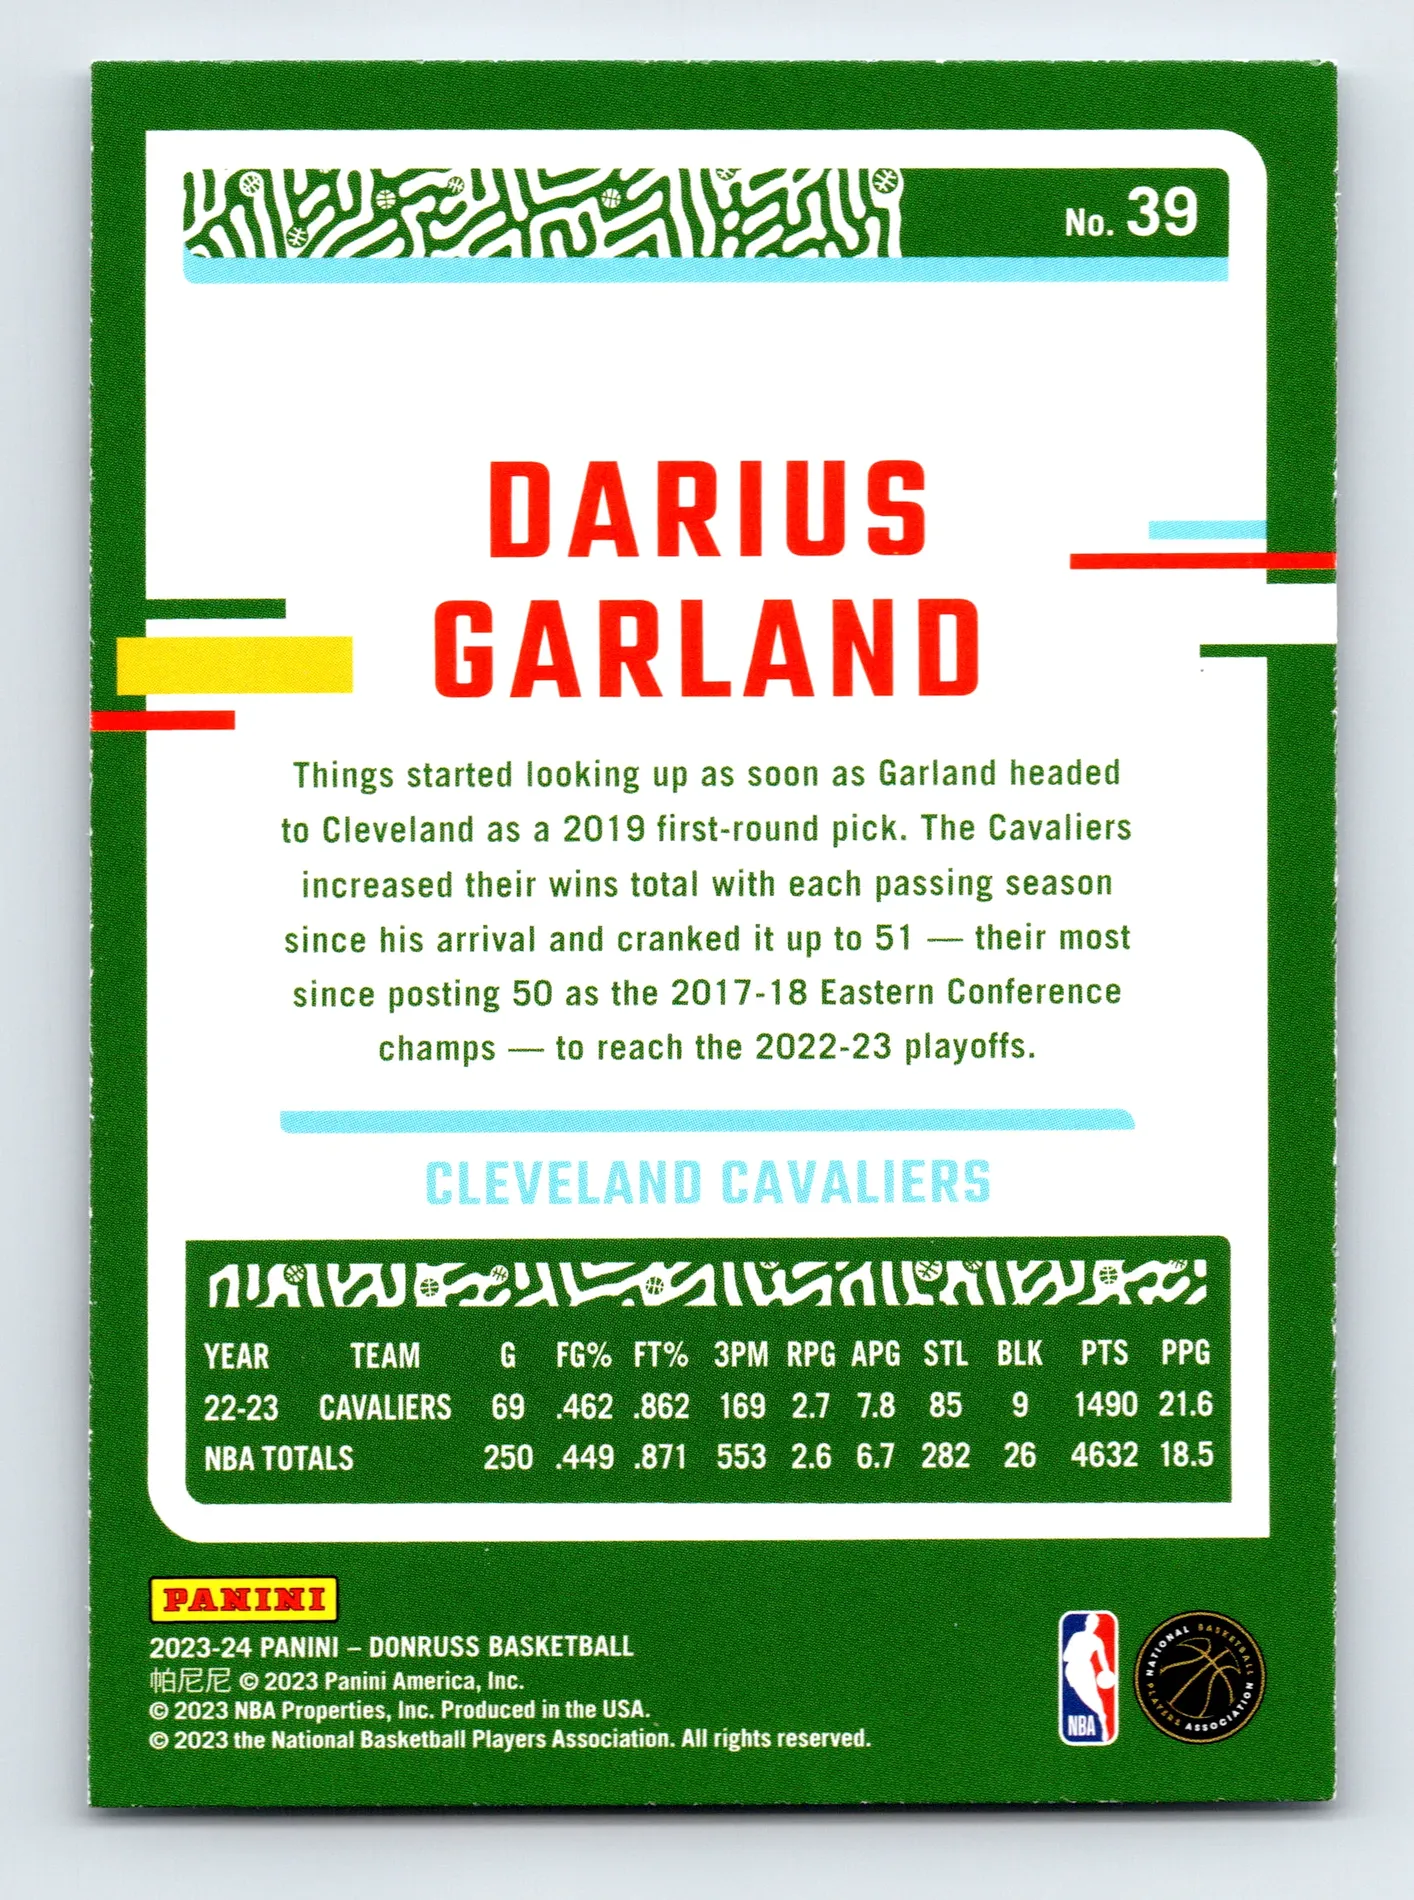 No. 39
DARIUS
GARLAND
Things started looking up as soon as Garland headed
to Cleveland as a 2019 first-round pick. The Cavaliers
increased their wins total with each passing season
since his arrival and cranked it up to 51 — their most
since posting 50 as the 2017-18 Eastern Conference
champs — to reach the 2022-23 playoffs.
CLEVELAND CAVALIERS
YEAR TEAM G FG% FT% 3PM RPG APG STL BLK PTS PPG
22-23 CAVALIERS 69 .462 .862 169 2.7 7.8 85 9 1490 21.6
NBA TOTALS 250 .449 .871 553 2.6 6.7 282 26 4632 18.5
PANINI
2023-24 PANINI – DONRUSS BASKETBALL
帕尼尼 © 2023 Panini America, Inc.
© 2023 NBA Properties, Inc. Produced in the USA.
© 2023 the National Basketball Players Association. All rights reserved.
NBA
NATIONAL BASKETBALL PLAYERS ASSOCIATION